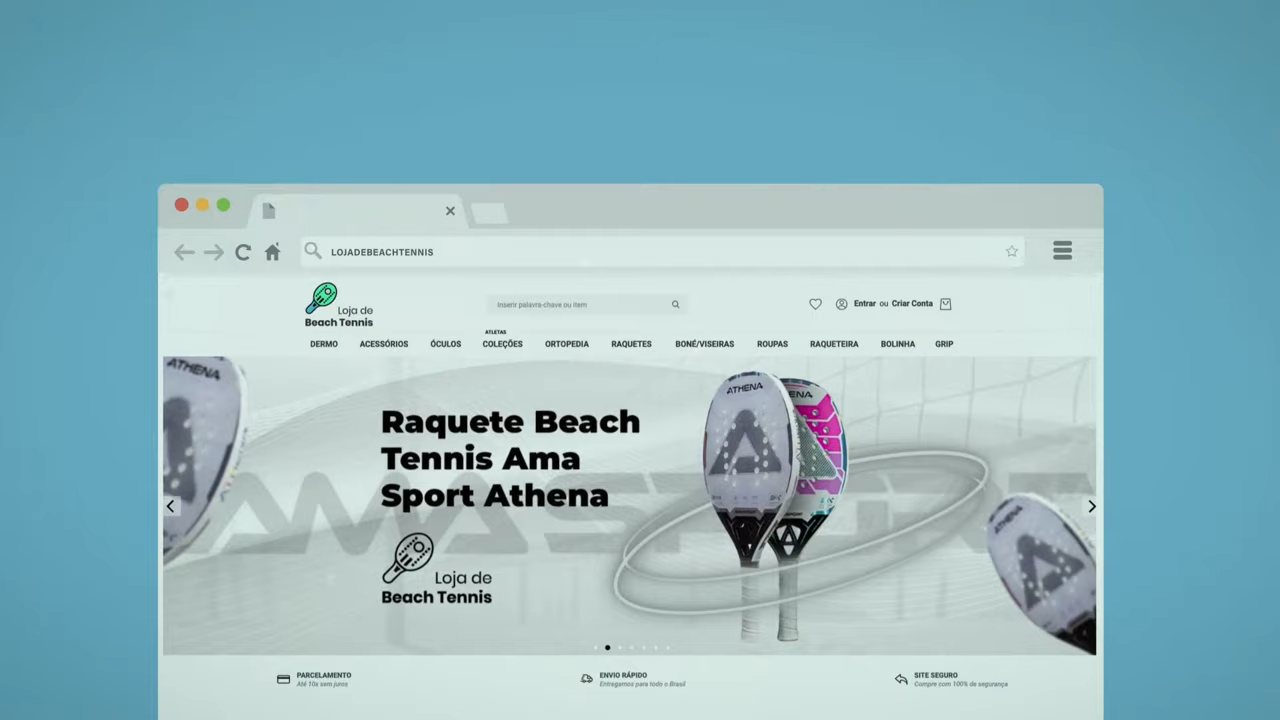 LOJADEBEACHTENNIS
Loja de
Beach Tennis
Inserir palavra-chave ou item
Entrar ou Criar Conta
ATLETAS
DERMO ACESSÓRIOS ÓCULOS COLEÇÕES ORTOPEDIA RAQUETES BONÉ/VISEIRAS ROUPAS RAQUETEIRA BOLINHA GRIP
ATHENA
ATHENA
ENA
Raquete Beach
Tennis Ama
Sport Athena
AMASPORT
ATHENA
Loja de
Beach Tennis
PARCELAMENTO
Até 10x sem juros
ENVIO RÁPIDO
Entregamos para todo o Brasil
SITE SEGURO
Compre com 100% de segurança